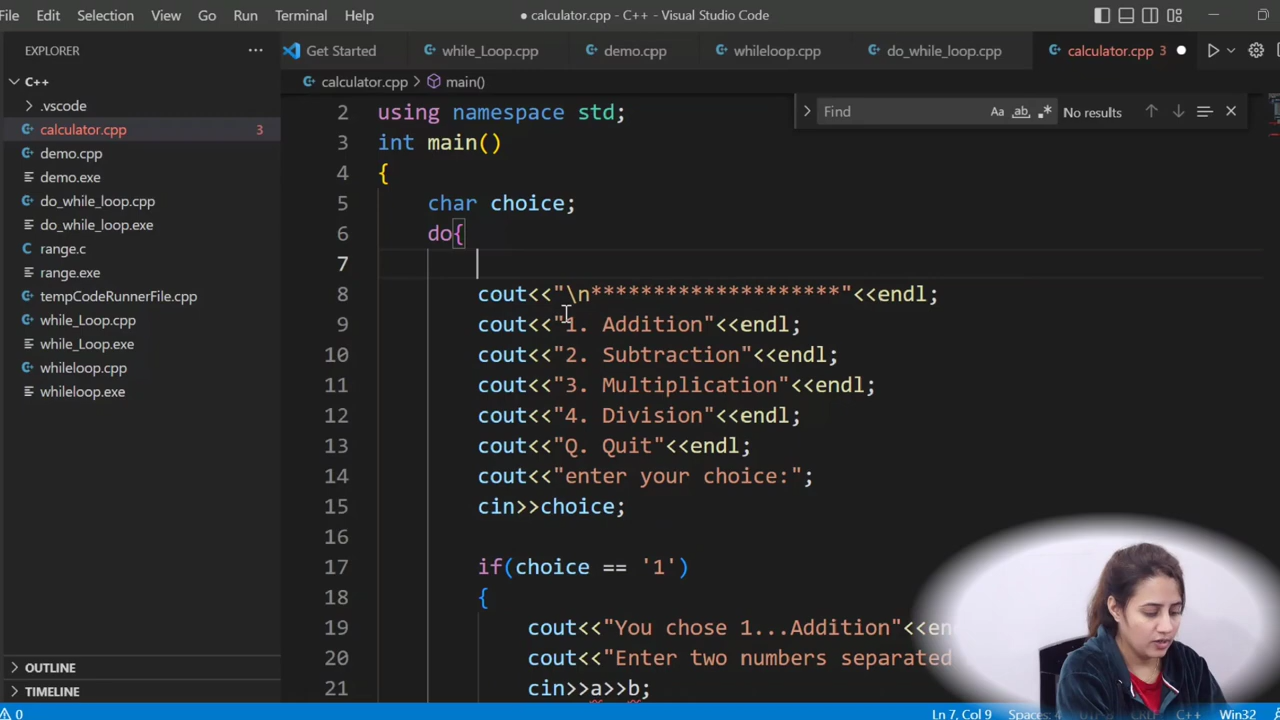 File Edit Selection View Go Run Terminal Help
● calculator.cpp - C++ - Visual Studio Code
EXPLORER ...
Get Started while_Loop.cpp demo.cpp whileloop.cpp do_while_loop.cpp calculator.cpp 3
calculator.cpp > main()
Find Aa ab .* No results
C++
.vscode
calculator.cpp 3
demo.cpp
demo.exe
do_while_loop.cpp
do_while_loop.exe
range.c
range.exe
tempCodeRunnerFile.cpp
while_Loop.cpp
while_Loop.exe
whileloop.cpp
whileloop.exe
OUTLINE
TIMELINE
2 using namespace std;
3 int main()
4 {
5 char choice;
6 do{
7
8 cout<<"\n********************"<<endl;
9 cout<<"1. Addition"<<endl;
10 cout<<"2. Subtraction"<<endl;
11 cout<<"3. Multiplication"<<endl;
12 cout<<"4. Division"<<endl;
13 cout<<"Q. Quit"<<endl;
14 cout<<"enter your choice:";
15 cin>>choice;
16
17 if(choice == '1')
18 {
19 cout<<"You chose 1...Addition"<<en
20 cout<<"Enter two numbers separated
21 cin>>a>>b;
0 Ln 7, Col 9 Spaces: C++ Win32